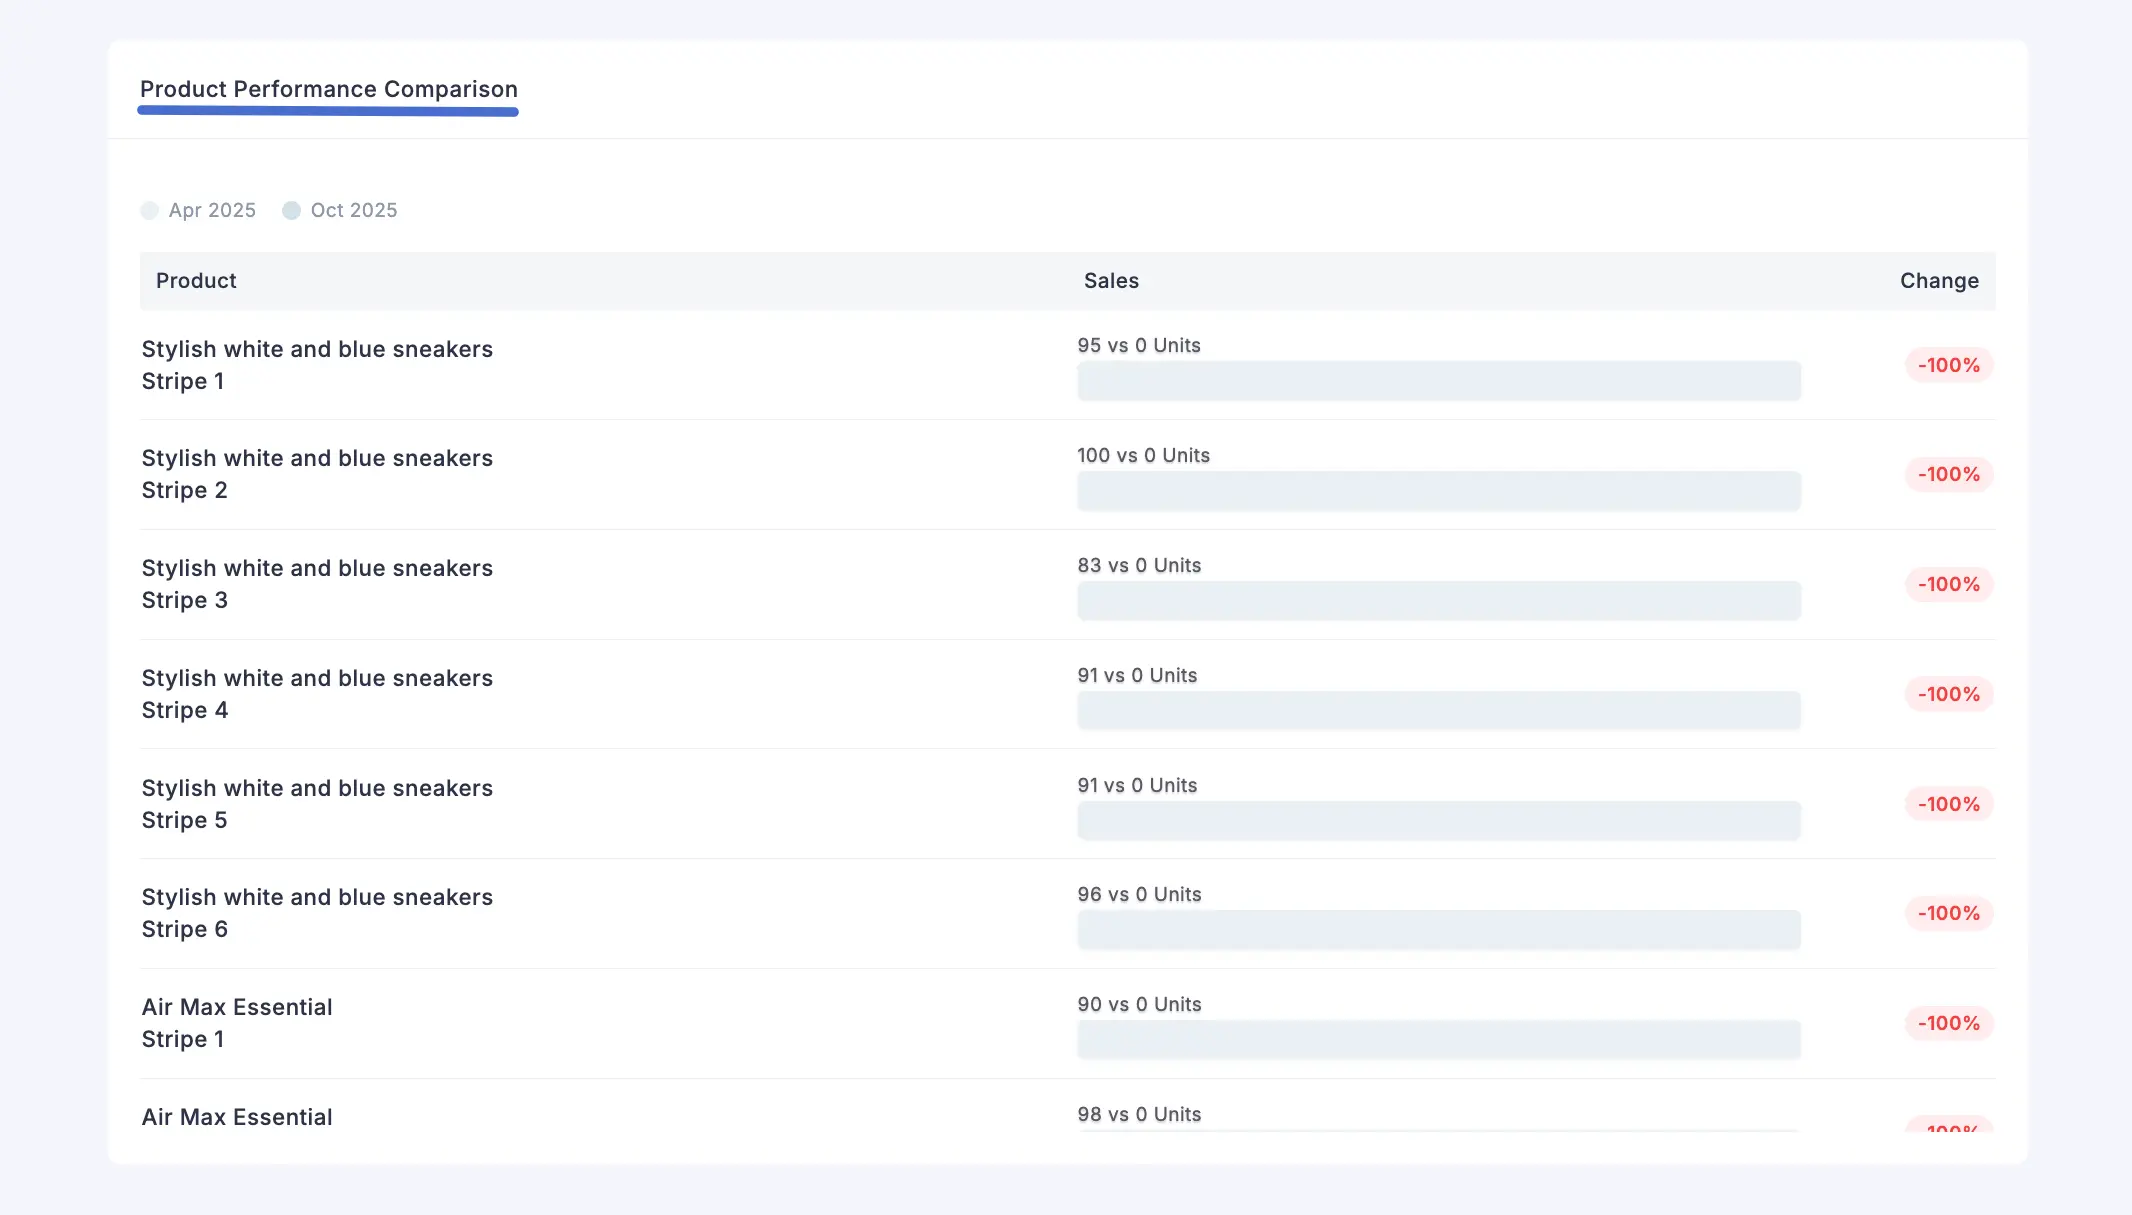 Product Performance Comparison
Apr 2025 Oct 2025
Product Sales Change
Stylish white and blue sneakers
Stripe 1
95 vs 0 Units
-100%
Stylish white and blue sneakers
Stripe 2
100 vs 0 Units
-100%
Stylish white and blue sneakers
Stripe 3
83 vs 0 Units
-100%
Stylish white and blue sneakers
Stripe 4
91 vs 0 Units
-100%
Stylish white and blue sneakers
Stripe 5
91 vs 0 Units
-100%
Stylish white and blue sneakers
Stripe 6
96 vs 0 Units
-100%
Air Max Essential
Stripe 1
90 vs 0 Units
-100%
Air Max Essential
98 vs 0 Units
-100%